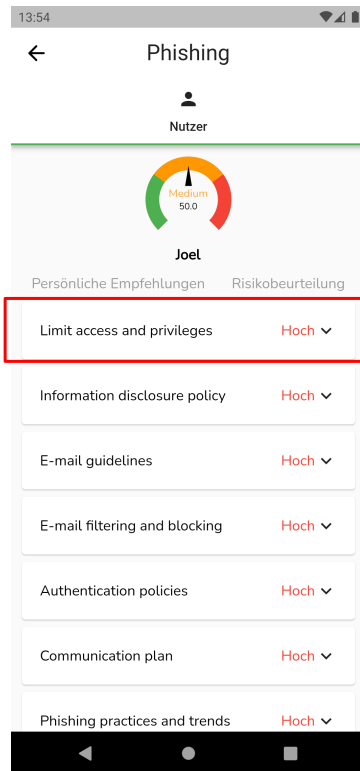 13:54
Phishing
Nutzer
Medium
50.0
Joel
Persönliche Empfehlungen Risikobeurteilung
Limit access and privileges Hoch
Information disclosure policy Hoch
E-mail guidelines Hoch
E-mail filtering and blocking Hoch
Authentication policies Hoch
Communication plan Hoch
Phishing practices and trends Hoch